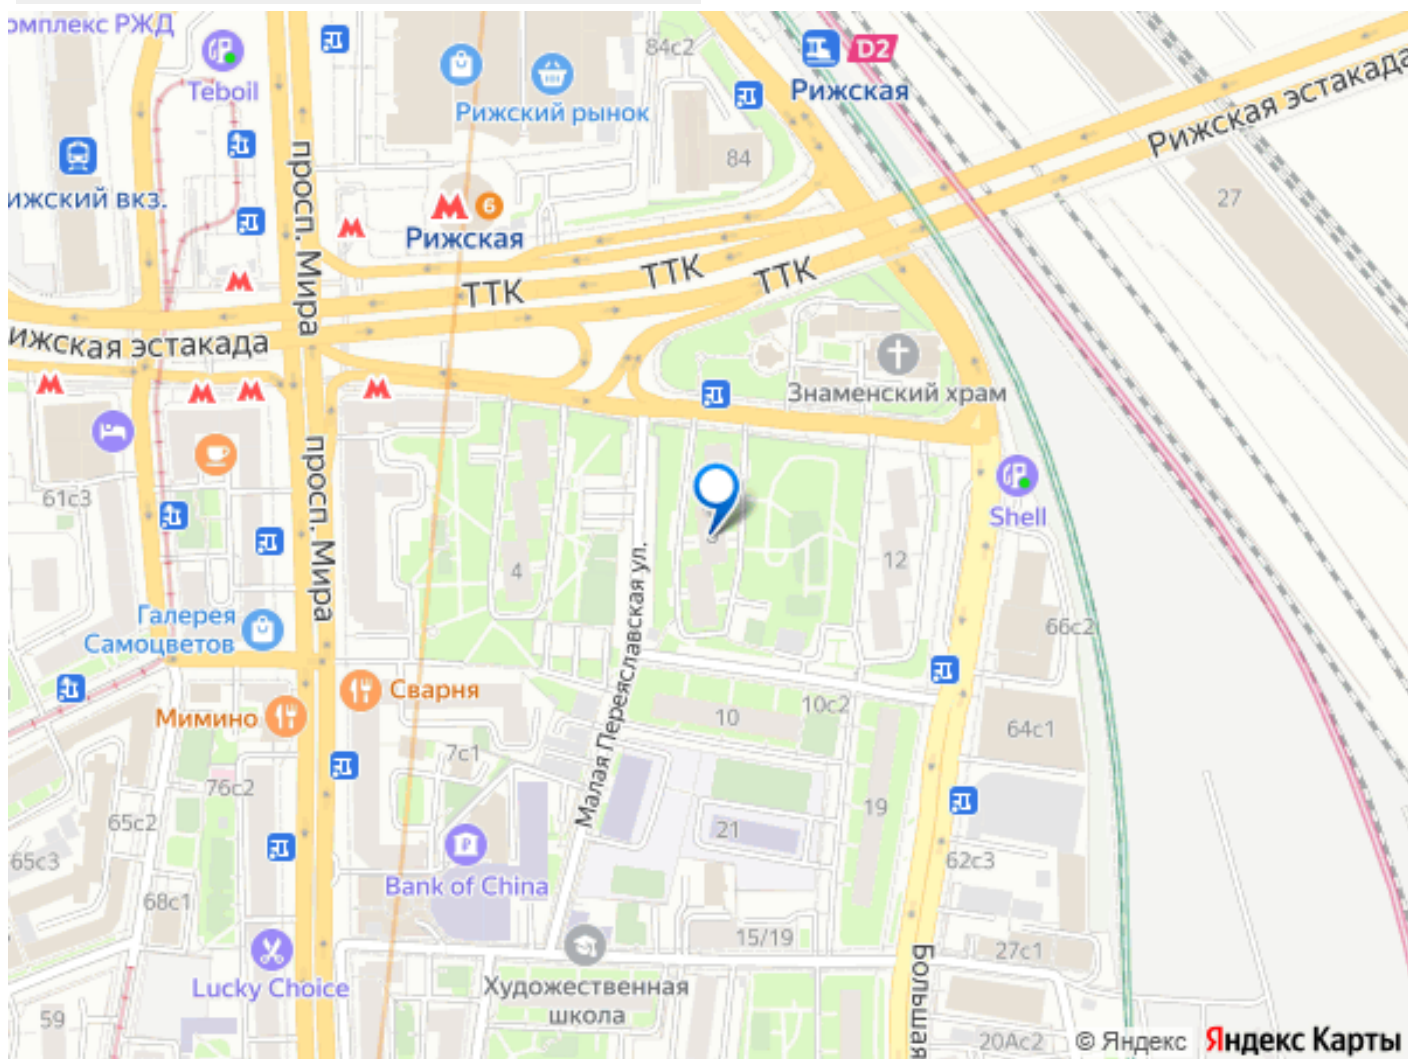 омплекс РЖД
84с2
D2
Teboil
Рижская
Рижская эстакада
Рижский рынок
просп. Мира
84
27
ижский вкз.
6
Рижская
ТТК
ТТК
ТТК
ижская эстакада
Знаменский храм
просп. Мира
61с3
Shell
4
12
Малая Переяславская ул.
Галерея
Самоцветов
66с2
Сварня
Мимино
10
10с2
64с1
7с1
76с2
65с2
19
21
65с3
62с3
Bank of China
68с1
15/19
27с1
Большая
Lucky Choice
Художественная
школа
59
20Ас2
© Яндекс
Яндекс Карты